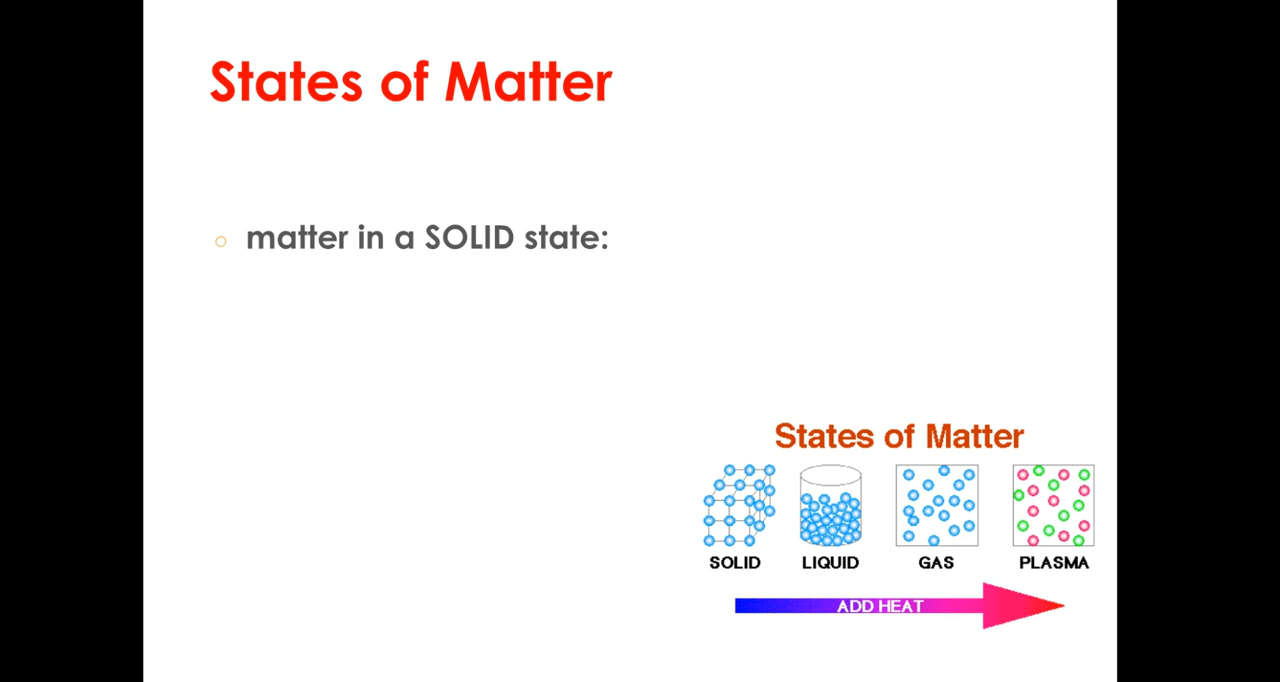 States of Matter
matter in a SOLID state:
States of Matter
SOLID LIQUID GAS PLASMA
ADD HEAT